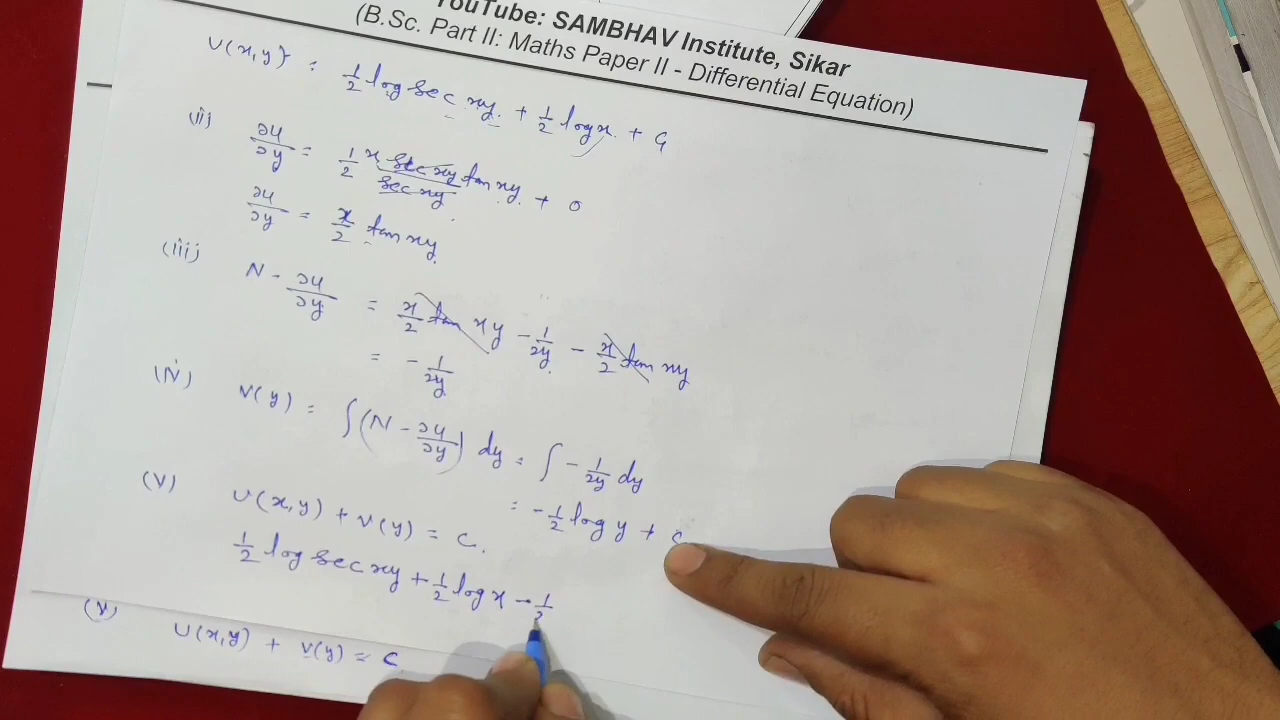 YouTube: SAMBHAV Institute, Sikar
(B.Sc. Part II: Maths Paper II - Differential Equation)
U(x,y) = 1/2 log sec xy + 1/2 log x + C1
(ii) ∂U/∂y = 1/2 x sec xy tan xy / sec xy + 0
∂U/∂y = x/2 tan xy
(iii) N - ∂U/∂y = x/2 tan xy - 1/2y - x/2 tan xy
= - 1/2y
(iv) V(y) = ∫(N - ∂U/∂y) dy = ∫ - 1/2y dy
= - 1/2 log y + C
(v) U(x,y) + V(y) = C.
1/2 log sec xy + 1/2 log x - 1/2
(v) U(x,y) + V(y) = C